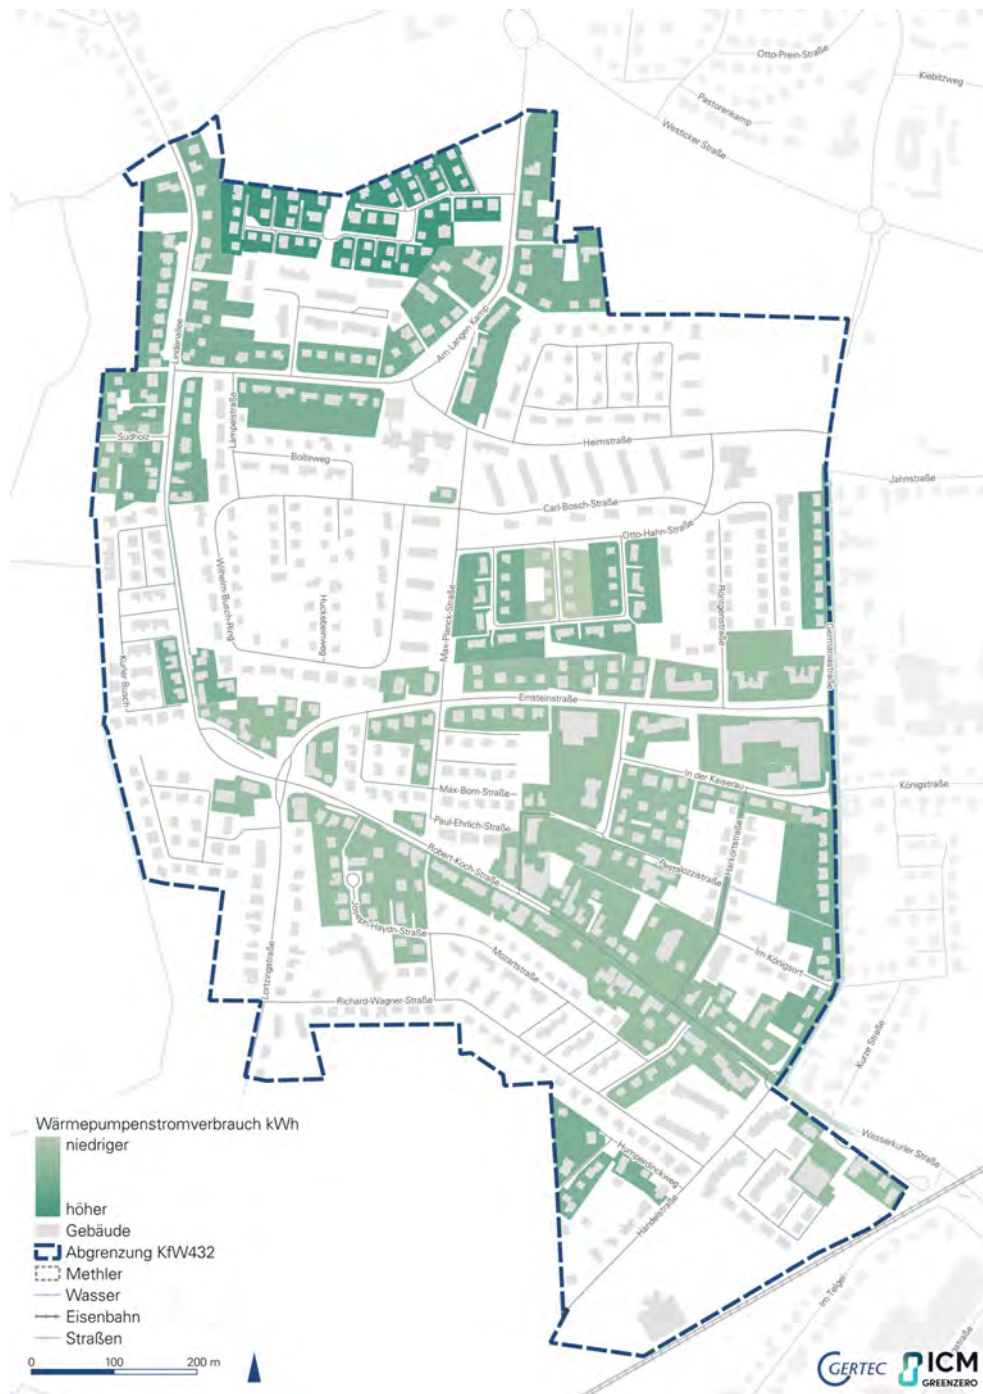 Otto-Prein-Straße
Kiebitzweg
Pastorenkamp
Westicker Straße
Lindenallee
Am Langen Kamp
Lämpelstraße
Sudholz
Bolteweg
Heimstraße
Jahnstraße
Carl-Bosch-Straße
Otto-Hahn-Straße
Wilhelm-Busch-Ring
Huckebeinweg
Max-Planck-Straße
Röntgenstraße
Germaniastraße
Kuhler Busch
Einsteinstraße
In der Kaiserau
Königstraße
Max-Born-Straße
Paul-Ehrlich-Straße
Robert-Koch-Straße
Pestalozzistraße
Harkortstraße
Joseph-Haydn-Straße
Mozartstraße
Im Königsort
Lortzingstraße
Richard-Wagner-Straße
Kurze Straße
Wasserkurler Straße
Humperdinckweg
Händelstraße
Im Telgei
Wärmepumpenstromverbrauch kWh
niedriger
höher
Gebäude
Abgrenzung KfW432
Methler
Wasser
Eisenbahn
Straßen
0 100 200 m
GERTEC
ICM
GREENZERO